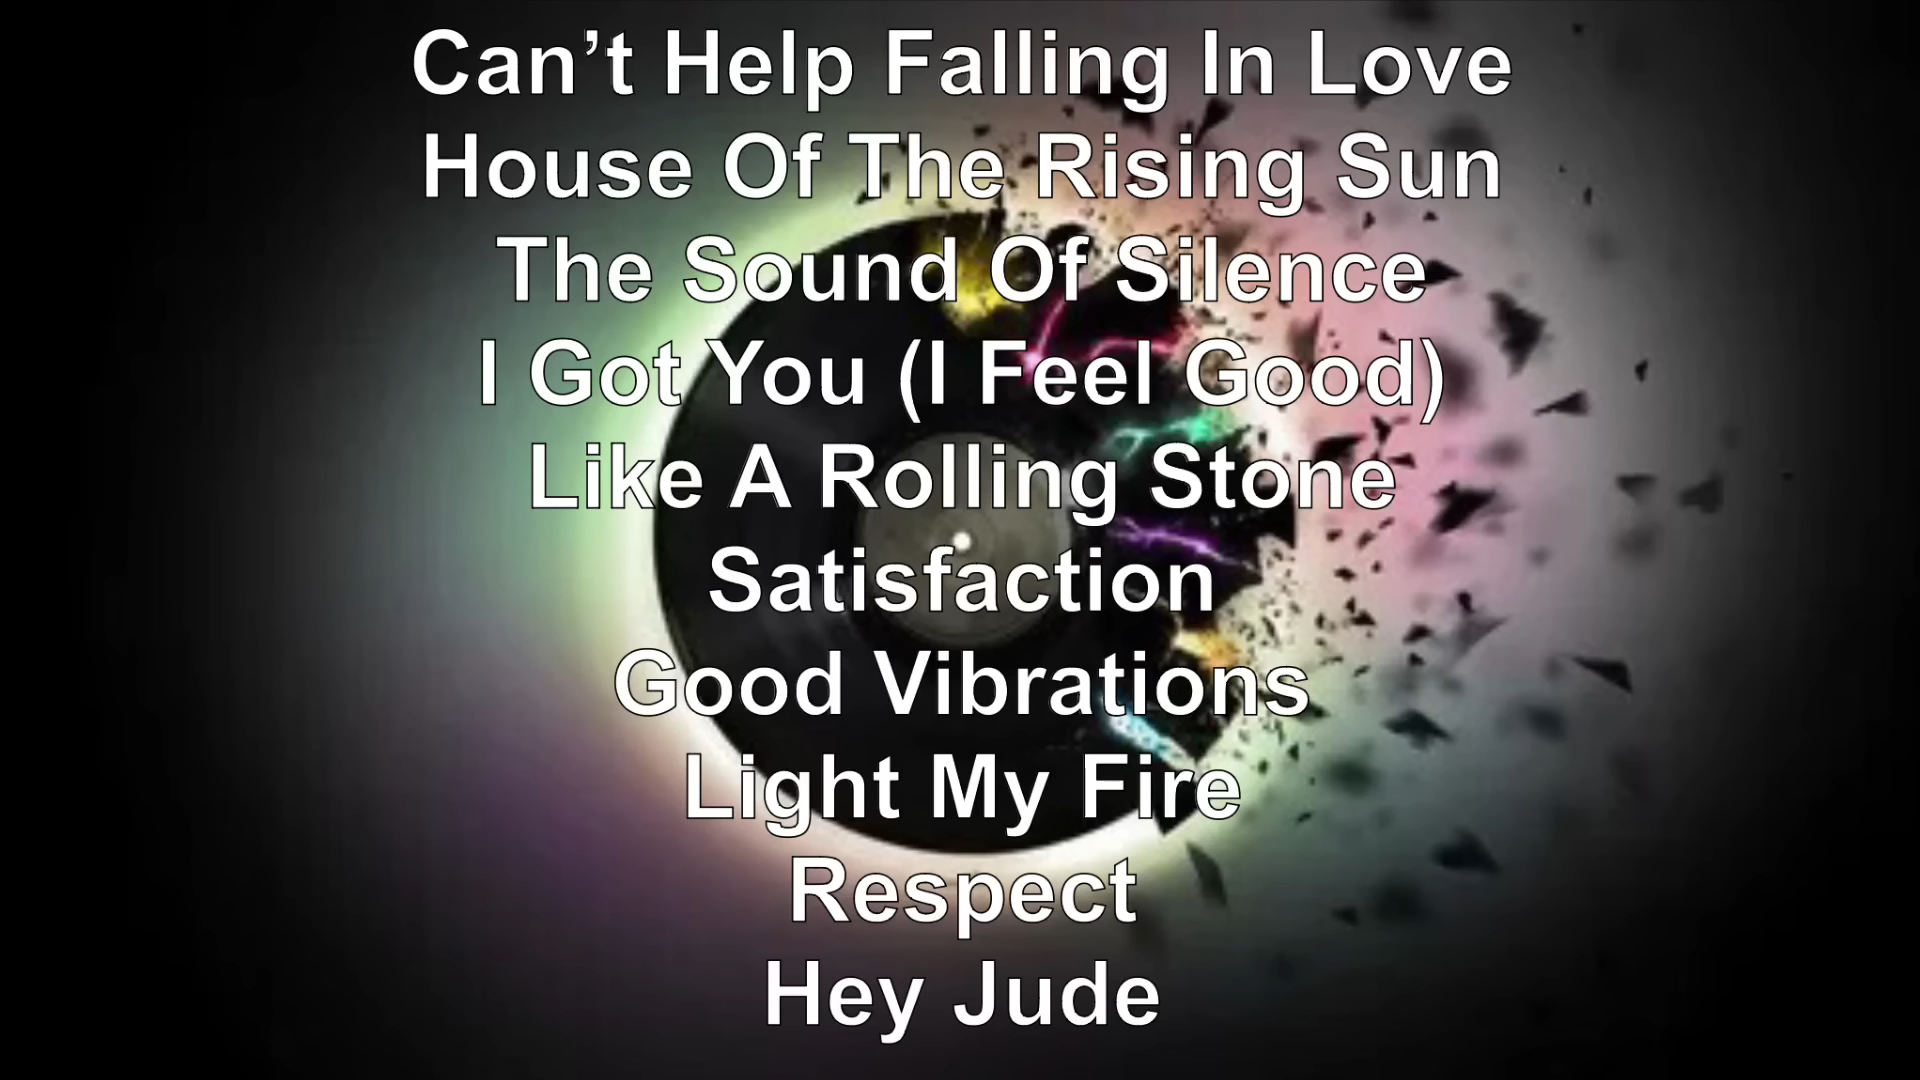 Can’t Help Falling In Love
House Of The Rising Sun
The Sound Of Silence
I Got You (I Feel Good)
Like A Rolling Stone
Satisfaction
Good Vibrations
Light My Fire
Respect
Hey Jude